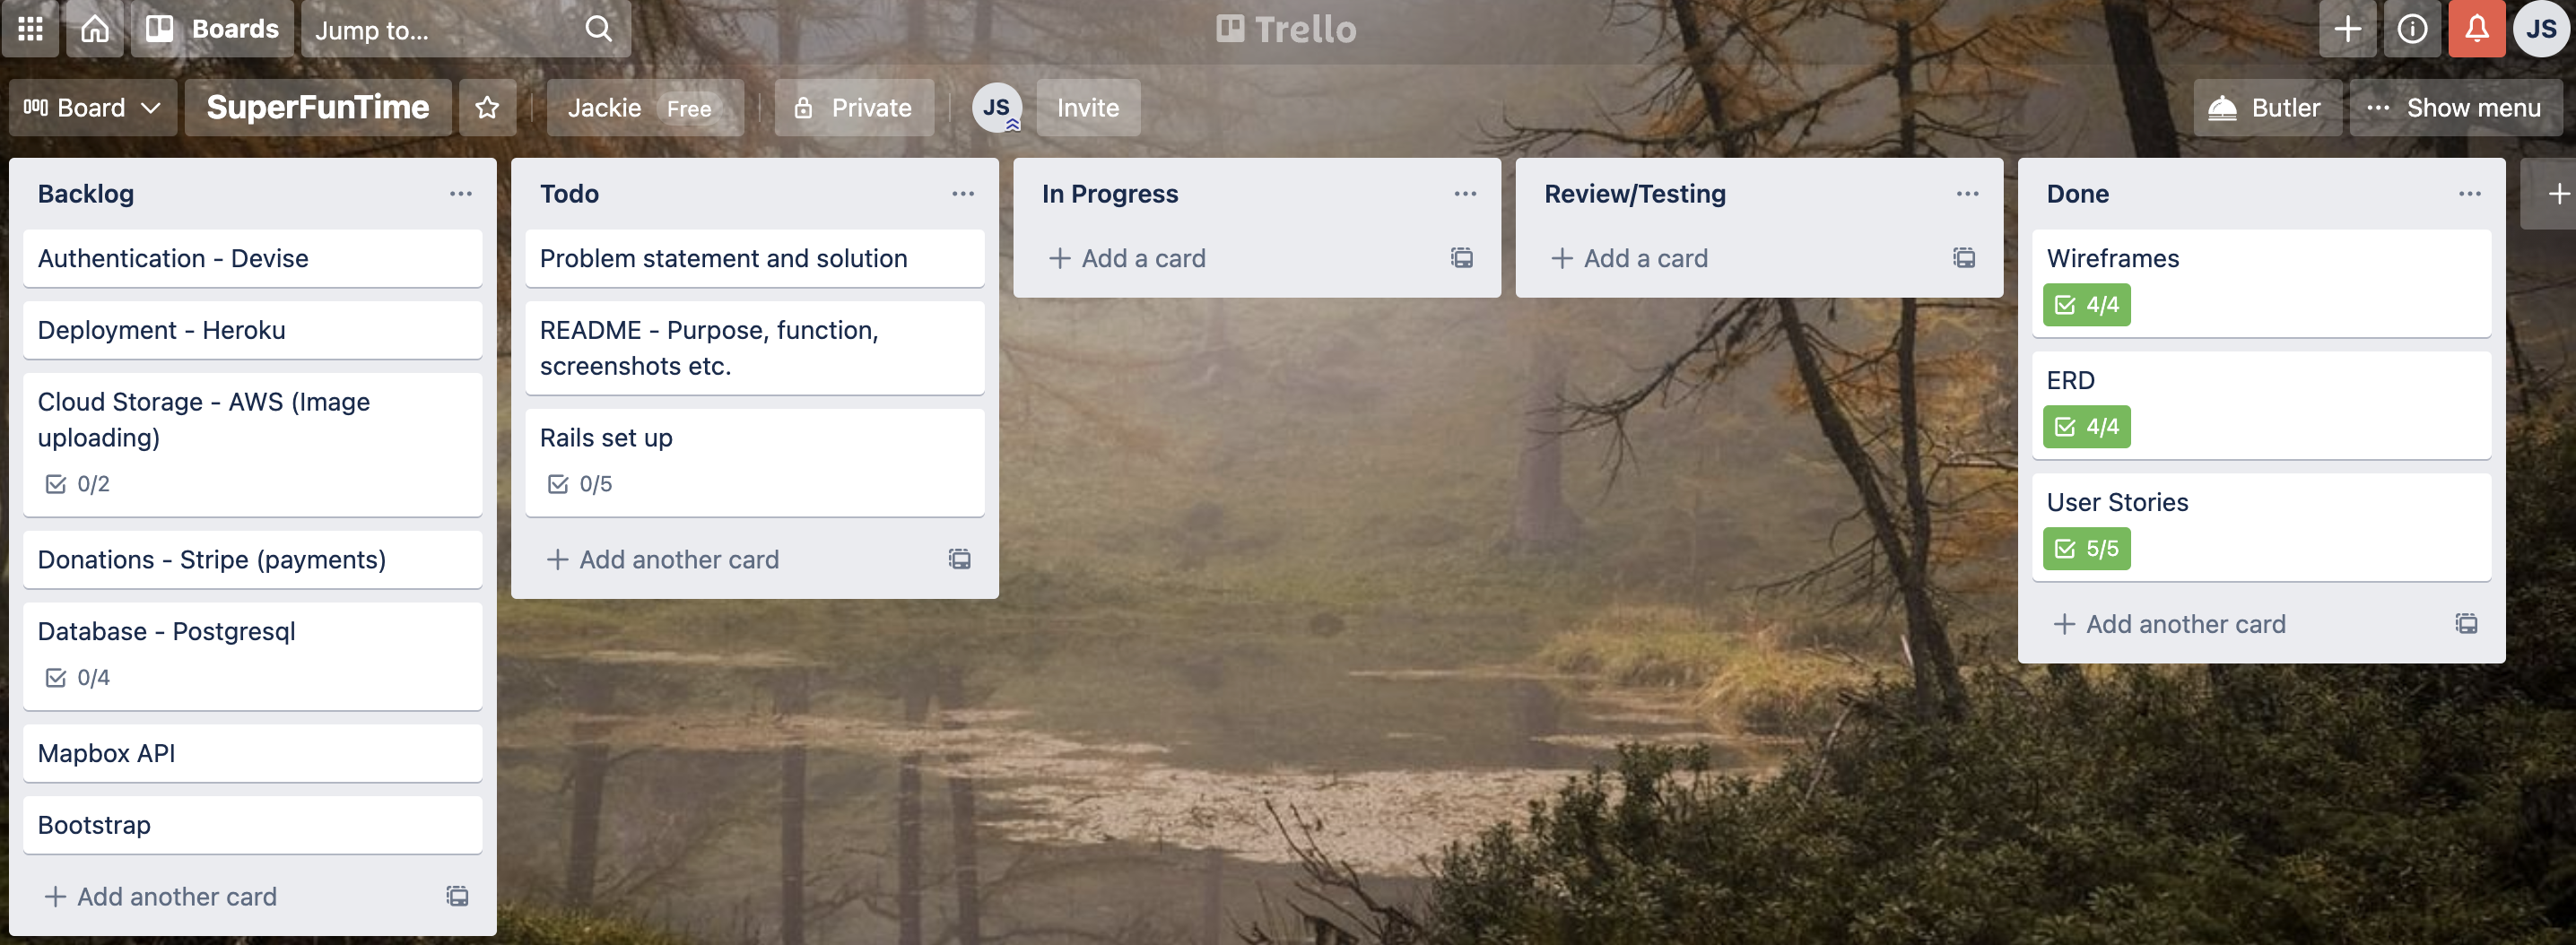 Boards
Jump to...
Trello
JS
Board
SuperFunTime
Jackie Free
Private
JS
Invite
Butler
Show menu
Backlog
Authentication - Devise
Deployment - Heroku
Cloud Storage - AWS (Image
uploading)
0/2
Donations - Stripe (payments)
Database - Postgresql
0/4
Mapbox API
Bootstrap
Add another card
Todo
Problem statement and solution
README - Purpose, function,
screenshots etc.
Rails set up
0/5
Add another card
In Progress
Add a card
Review/Testing
Add a card
Done
Wireframes
4/4
ERD
4/4
User Stories
5/5
Add another card